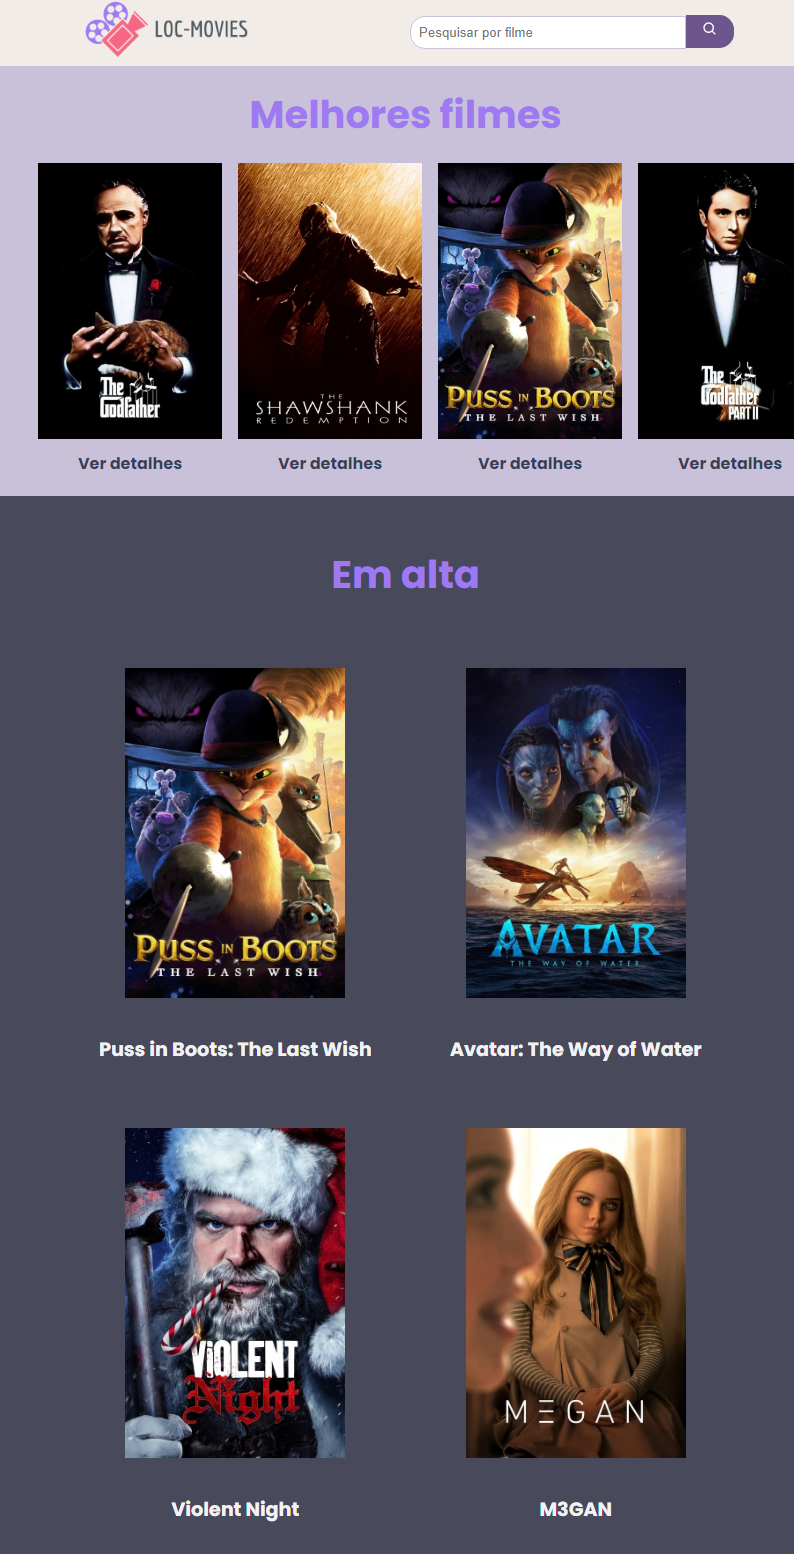 LOC-MOVIES
Pesquisar por filme
Melhores filmes
The
Godfather
THE
SHAWSHANK
REDEMPTION
PUSS IN BOOTS
THE LAST WISH
The
Godfather
PART II
Ver detalhes
Ver detalhes
Ver detalhes
Ver detalhes
Em alta
PUSS IN BOOTS
THE LAST WISH
AVATAR
THE WAY OF WATER
Puss in Boots: The Last Wish
Avatar: The Way of Water
ViOLENT
Night
M Ξ G A N
Violent Night
M3GAN